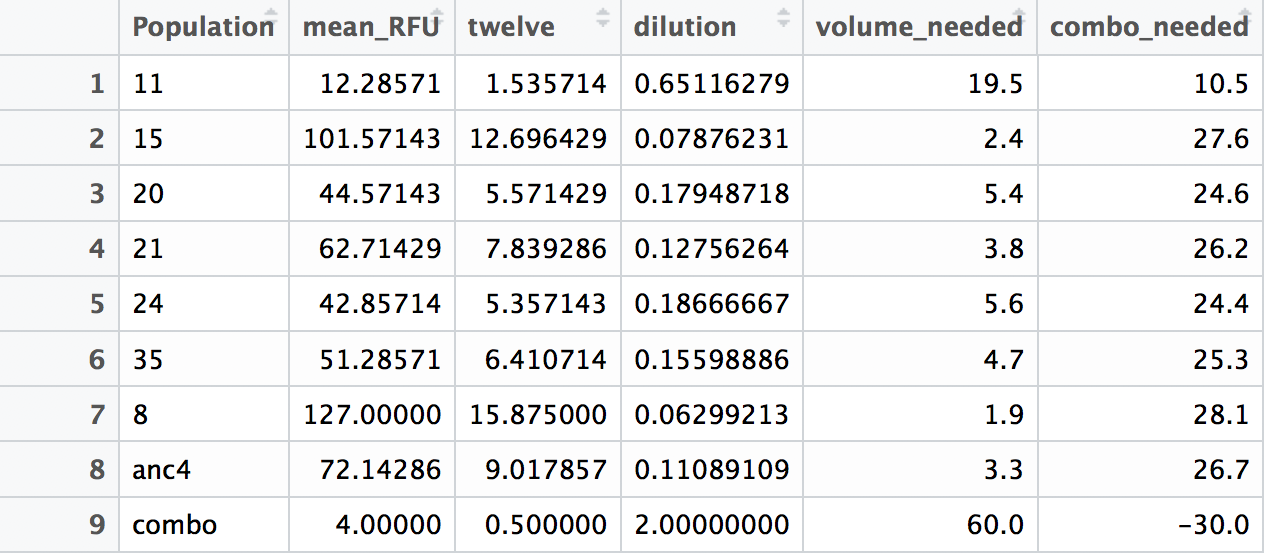 Population mean_RFU twelve dilution volume_needed combo_needed
1 11 12.28571 1.535714 0.65116279 19.5 10.5
2 15 101.57143 12.696429 0.07876231 2.4 27.6
3 20 44.57143 5.571429 0.17948718 5.4 24.6
4 21 62.71429 7.839286 0.12756264 3.8 26.2
5 24 42.85714 5.357143 0.18666667 5.6 24.4
6 35 51.28571 6.410714 0.15598886 4.7 25.3
7 8 127.00000 15.875000 0.06299213 1.9 28.1
8 anc4 72.14286 9.017857 0.11089109 3.3 26.7
9 combo 4.00000 0.500000 2.00000000 60.0 -30.0